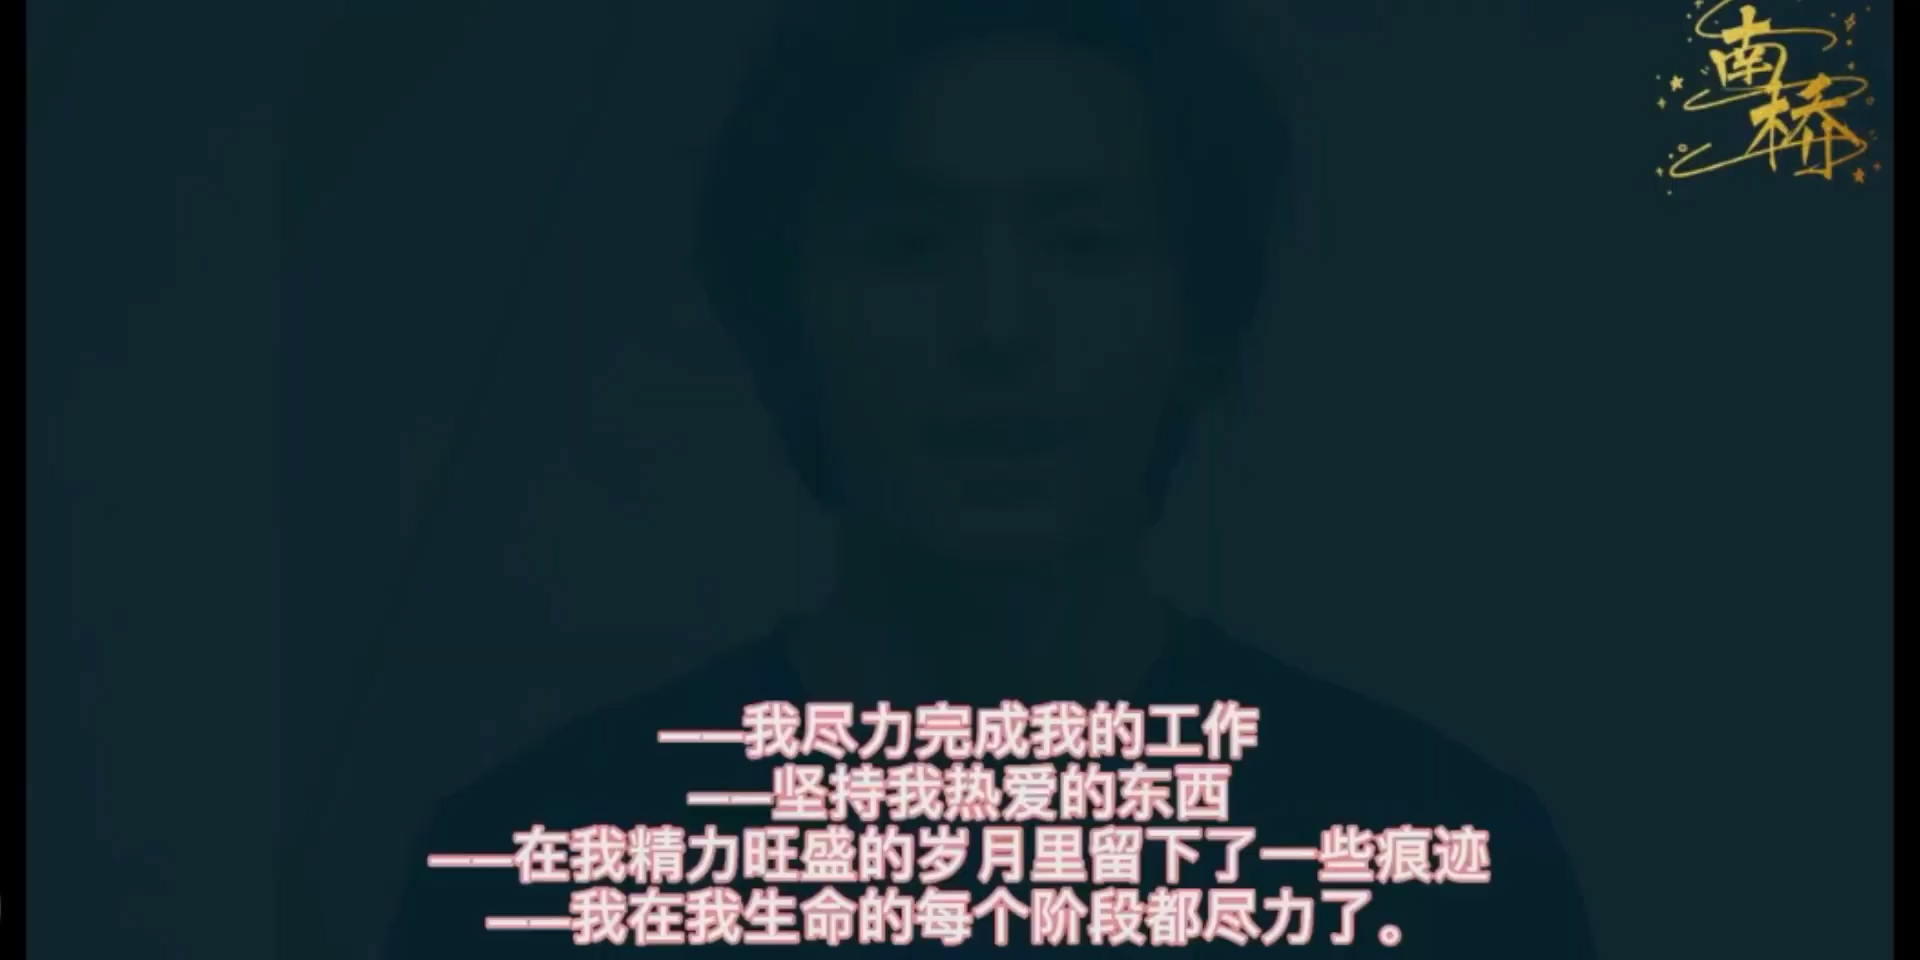 南桥
——我尽力完成我的工作
——坚持我热爱的东西
——在我精力旺盛的岁月里留下了一些痕迹
——我在我生命的每个阶段都尽力了。